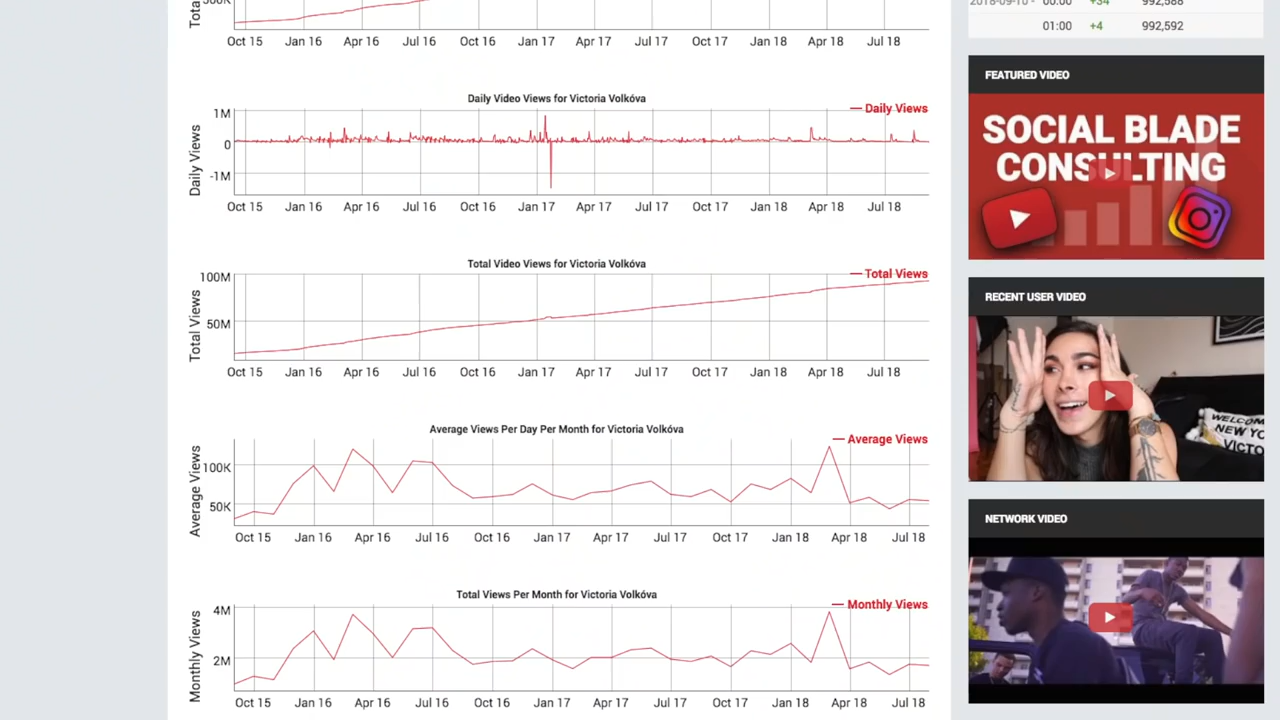 Oct 15 Jan 16 Apr 16 Jul 16 Oct 16 Jan 17 Apr 17 Jul 17 Oct 17 Jan 18 Apr 18 Jul 18
Daily Video Views for Victoria Volkóva
Daily Views
1M
0
-1M
Daily Views
Oct 15 Jan 16 Apr 16 Jul 16 Oct 16 Jan 17 Apr 17 Jul 17 Oct 17 Jan 18 Apr 18 Jul 18
Total Video Views for Victoria Volkóva
Total Views
100M
50M
Total Views
Oct 15 Jan 16 Apr 16 Jul 16 Oct 16 Jan 17 Apr 17 Jul 17 Oct 17 Jan 18 Apr 18 Jul 18
Average Views Per Day Per Month for Victoria Volkóva
Average Views
100K
50K
Average Views
Oct 15 Jan 16 Apr 16 Jul 16 Oct 16 Jan 17 Apr 17 Jul 17 Oct 17 Jan 18 Apr 18 Jul 18
Total Views Per Month for Victoria Volkóva
Monthly Views
4M
2M
Monthly Views
Oct 15 Jan 16 Apr 16 Jul 16 Oct 16 Jan 17 Apr 17 Jul 17 Oct 17 Jan 18 Apr 18 Jul 18
00:00 +34 992,588
01:00 +4 992,592
FEATURED VIDEO
SOCIAL BLADE
CONSULTING
RECENT USER VIDEO
WELCOM
NEW YO
VICTO
NETWORK VIDEO